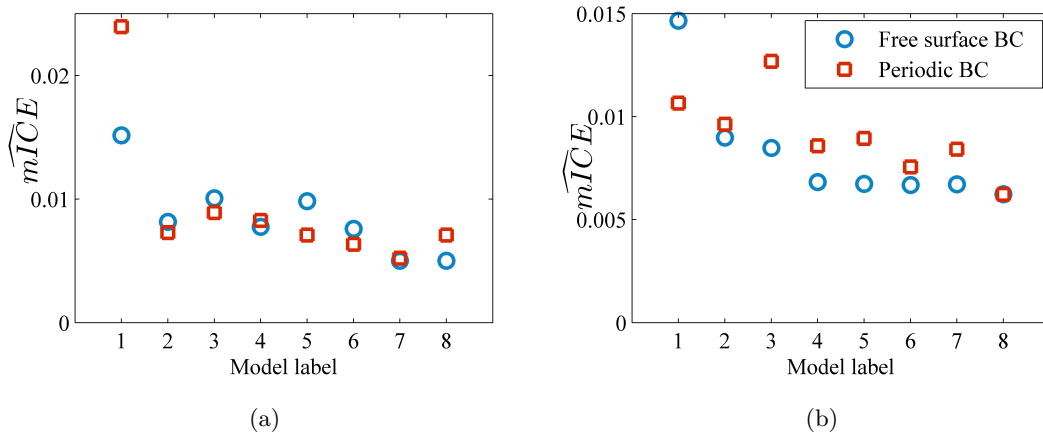 0.02
0.01
0
1 2 3 4 5 6 7 8
Model label
$\widehat{mICE}$
(a)
0.015
0.01
0.005
0
1 2 3 4 5 6 7 8
Model label
$\widehat{mICE}$
Free surface BC
Periodic BC
(b)